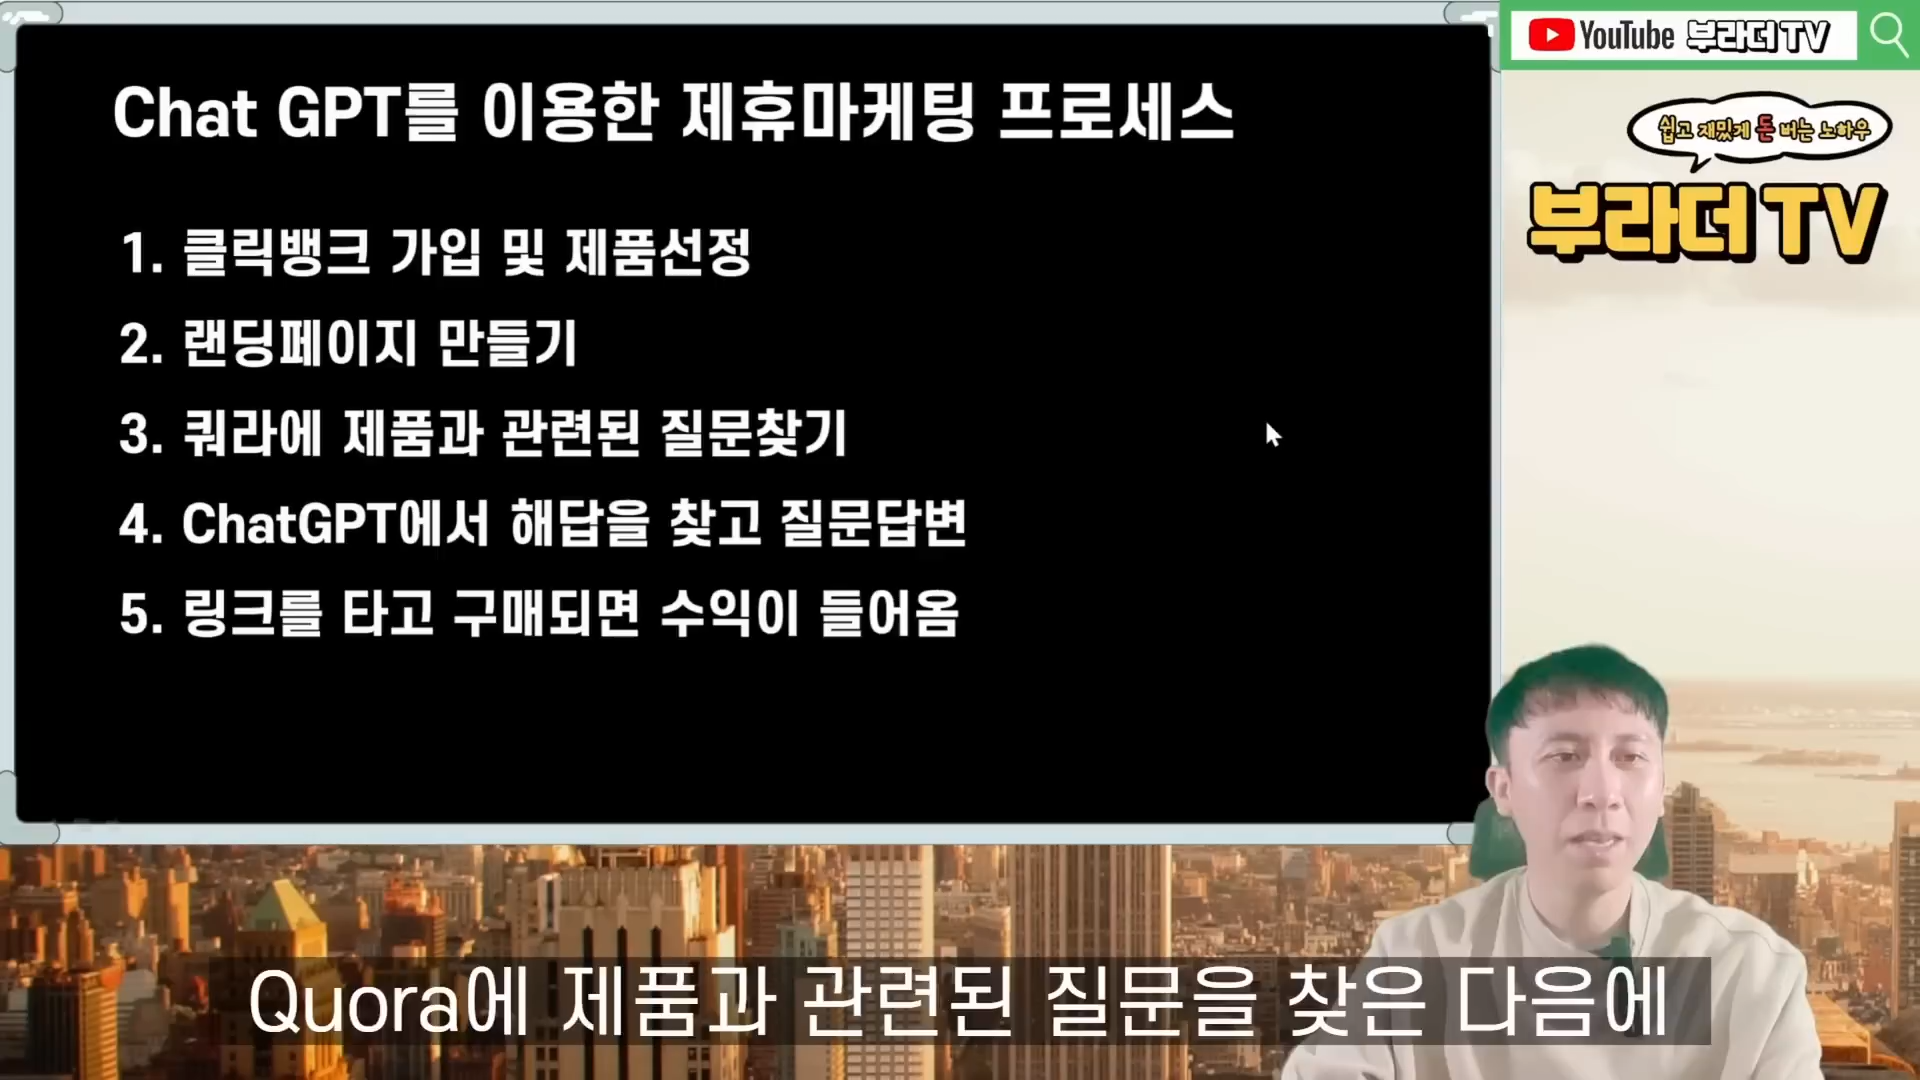 YouTube 부라더TV
쉽고 재밌게 돈 버는 노하우
부라더 TV
Chat GPT를 이용한 제휴마케팅 프로세스
1. 클릭뱅크 가입 및 제품선정
2. 랜딩페이지 만들기
3. 쿼라에 제품과 관련된 질문찾기
4. ChatGPT에서 해답을 찾고 질문답변
5. 링크를 타고 구매되면 수익이 들어옴
Quora에 제품과 관련된 질문을 찾은 다음에